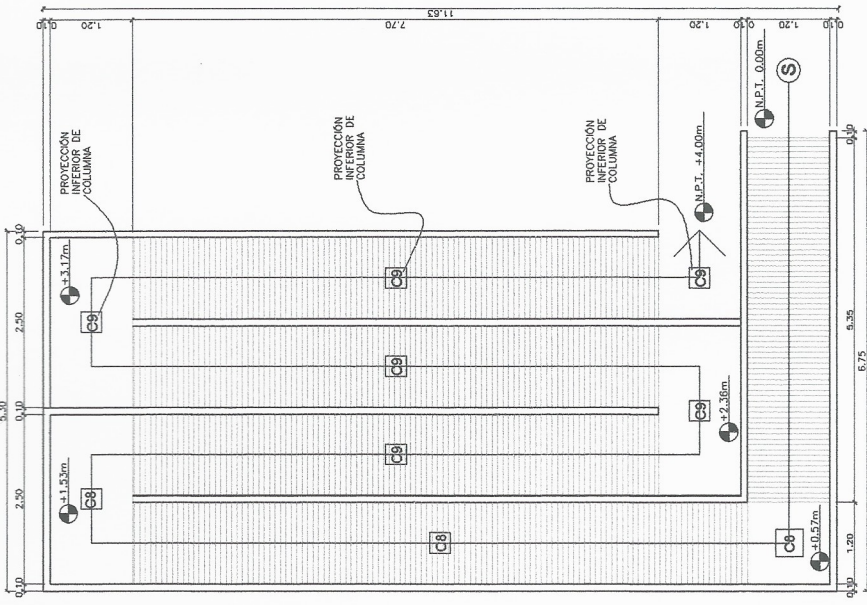 11.63
0.10
1.20
7.70
1.20
0.10
1.20
0.10
PROYECCIÓN
INFERIOR DE
COLUMNA
PROYECCIÓN
INFERIOR DE
COLUMNA
PROYECCIÓN
INFERIOR DE
COLUMNA
N.P.T. 0.00m
S
N.P.T. +4.00m
0.10
+3.17m
2.50
C9
C9
C9
0.10
C9
C9
+2.36m
C9
+1.53m
2.50
C8
C8
C8
+0.57m
0.10
0.10
5.35
6.75
1.20
0.10